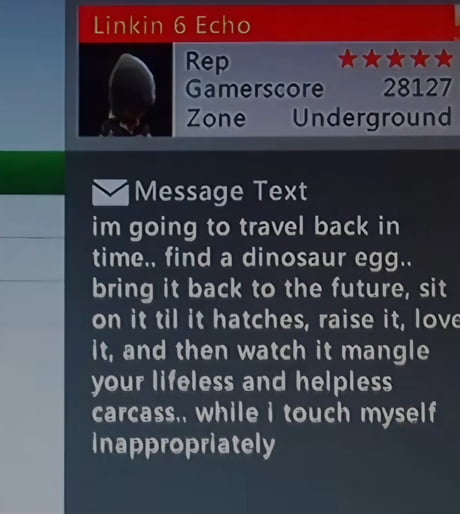 Linkin 6 Echo
Rep
Gamerscore 28127
Zone Underground
Message Text
im going to travel back in
time.. find a dinosaur egg..
bring it back to the future, sit
on it til it hatches, raise it, love
it, and then watch it mangle
your lifeless and helpless
carcass.. while i touch myself
inappropriately